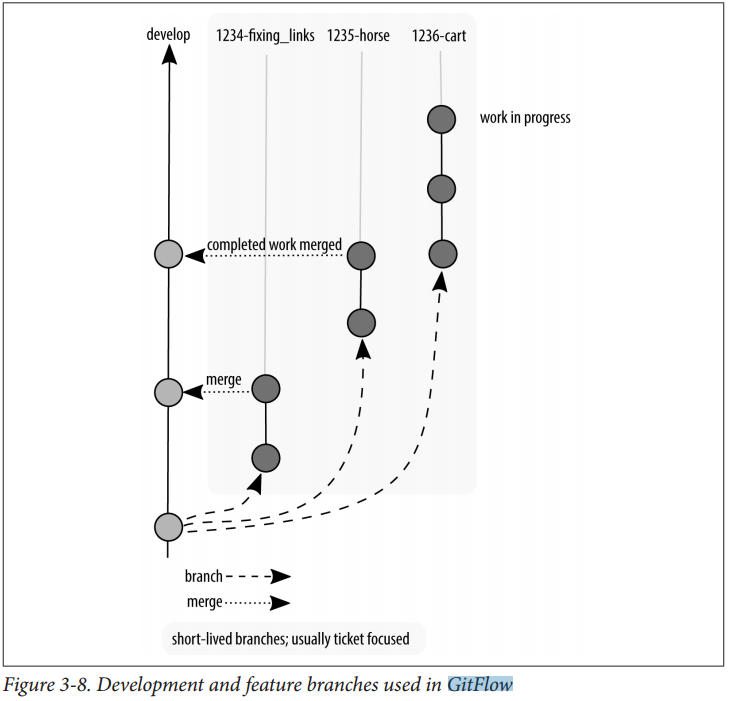 develop
1234-fixing_links
1235-horse
1236-cart
work in progress
completed work merged
merge
branch
merge
short-lived branches; usually ticket focused
Figure 3-8. Development and feature branches used in GitFlow